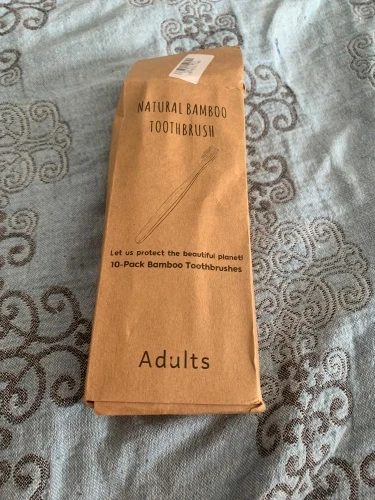 NATURAL BAMBOO
TOOTHBRUSH
Let us protect the beautiful planet!
10-Pack Bamboo Toothbrushes
Adults